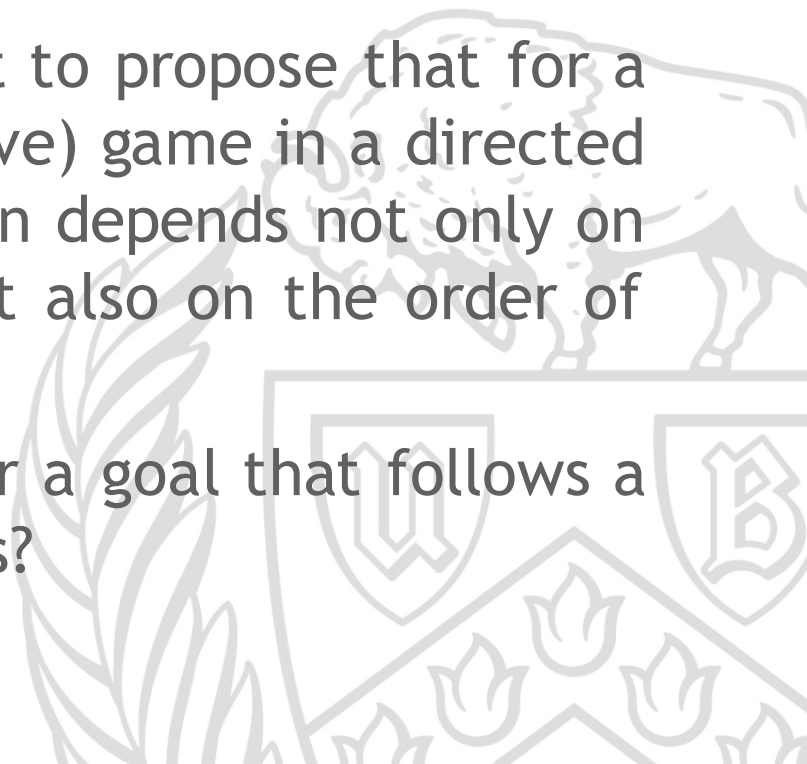 t to propose that for a
ve) game in a directed
n depends not only on
t also on the order of
r a goal that follows a
s?
U B